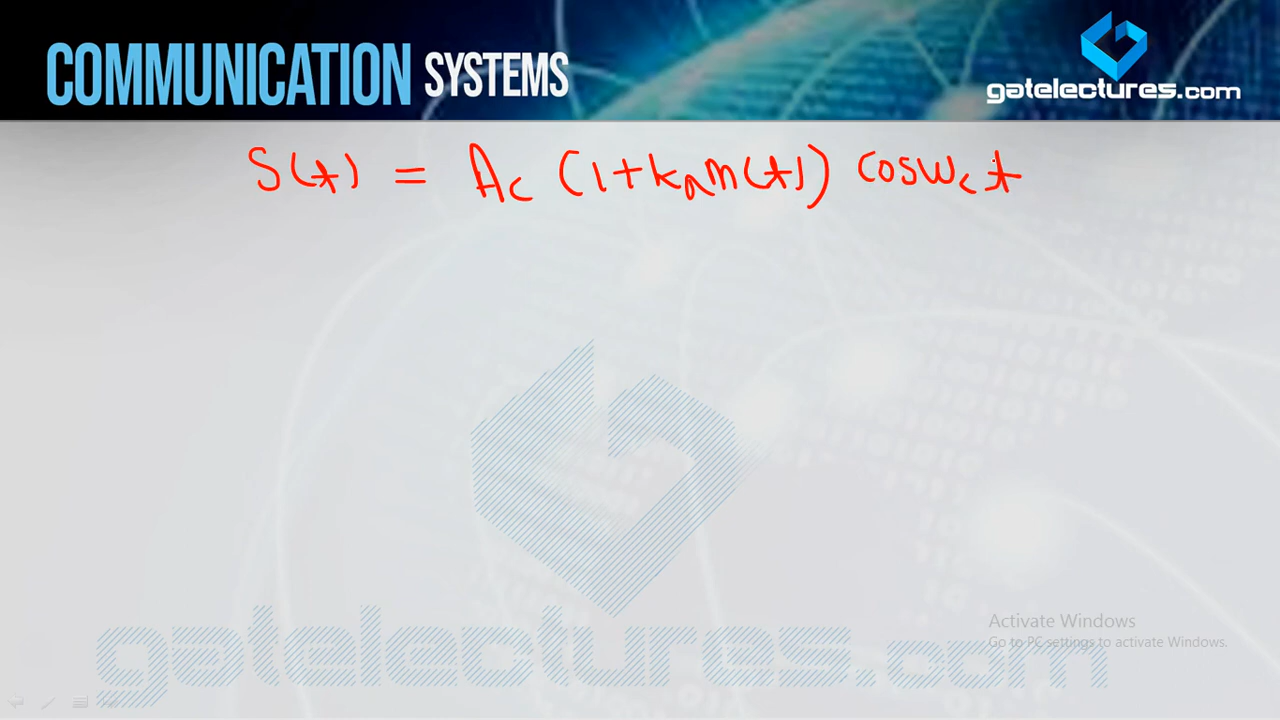 COMMUNICATION SYSTEMS
gatelectures.com
S(t) = Ac (1+kam(t)) coswct
gatelectures.com
Activate Windows
Go to PC settings to activate Windows.